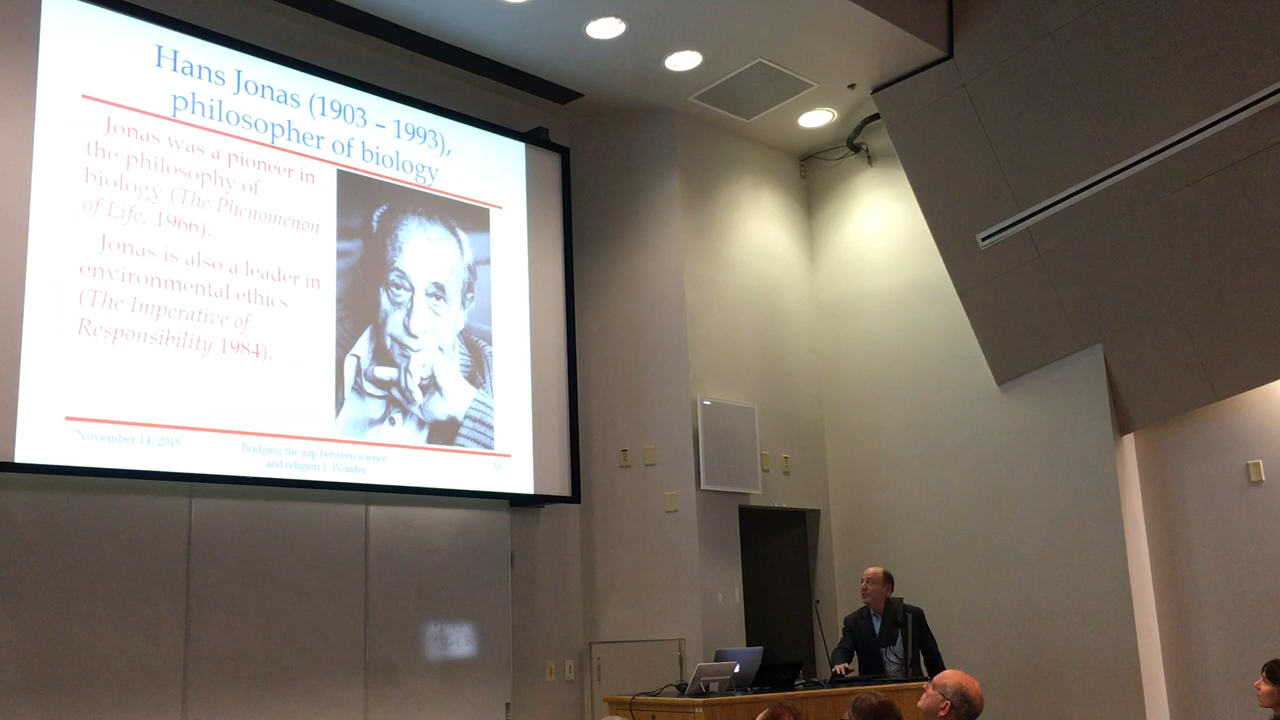 Hans Jonas (1903 – 1993),
philosopher of biology
Jonas was a pioneer in
the philosophy of
biology (The Phenomenon
of Life, 1966).
Jonas is also a leader in
environmental ethics
(The Imperative of
Responsibility 1984).
November 14, 2018
Bridging the gap between science
and religion I: Wonder